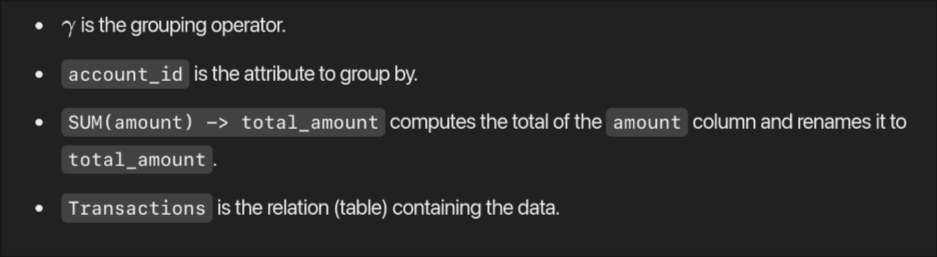 • γ is the grouping operator.
• account_id is the attribute to group by.
• SUM(amount) -> total_amount computes the total of the amount column and renames it to
total_amount.
• Transactions is the relation (table) containing the data.